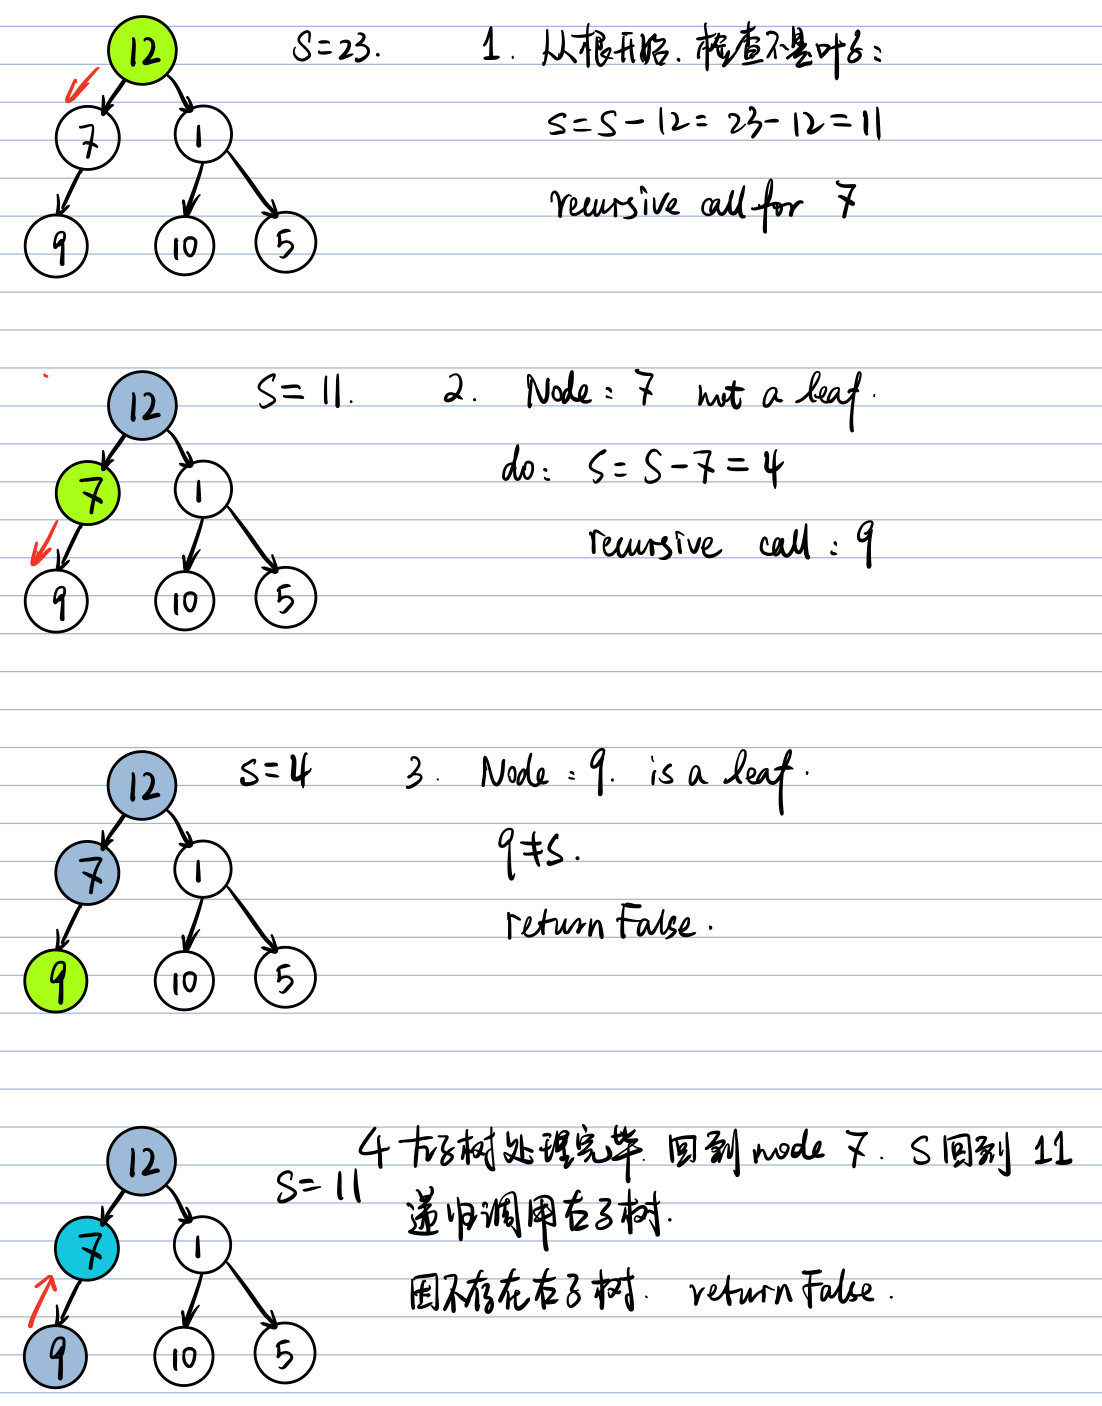 12
S=23.
1. 从根开始. 检查不是叶子:
7
1
S=S-12=23-12=11
recursive call for 7
9
10
5
12
S=11.
2. Node: 7 not a leaf.
7
1
do: S=S-7=4
recursive call: 9
9
10
5
12
S=4
3. Node: 9. is a leaf.
7
1
9≠S.
return False.
9
10
5
12
4 左子树处理完毕. 回到node 7. S回到 11
S=11
递归调用右子树.
7
1
因不存在右子树. return False.
9
10
5